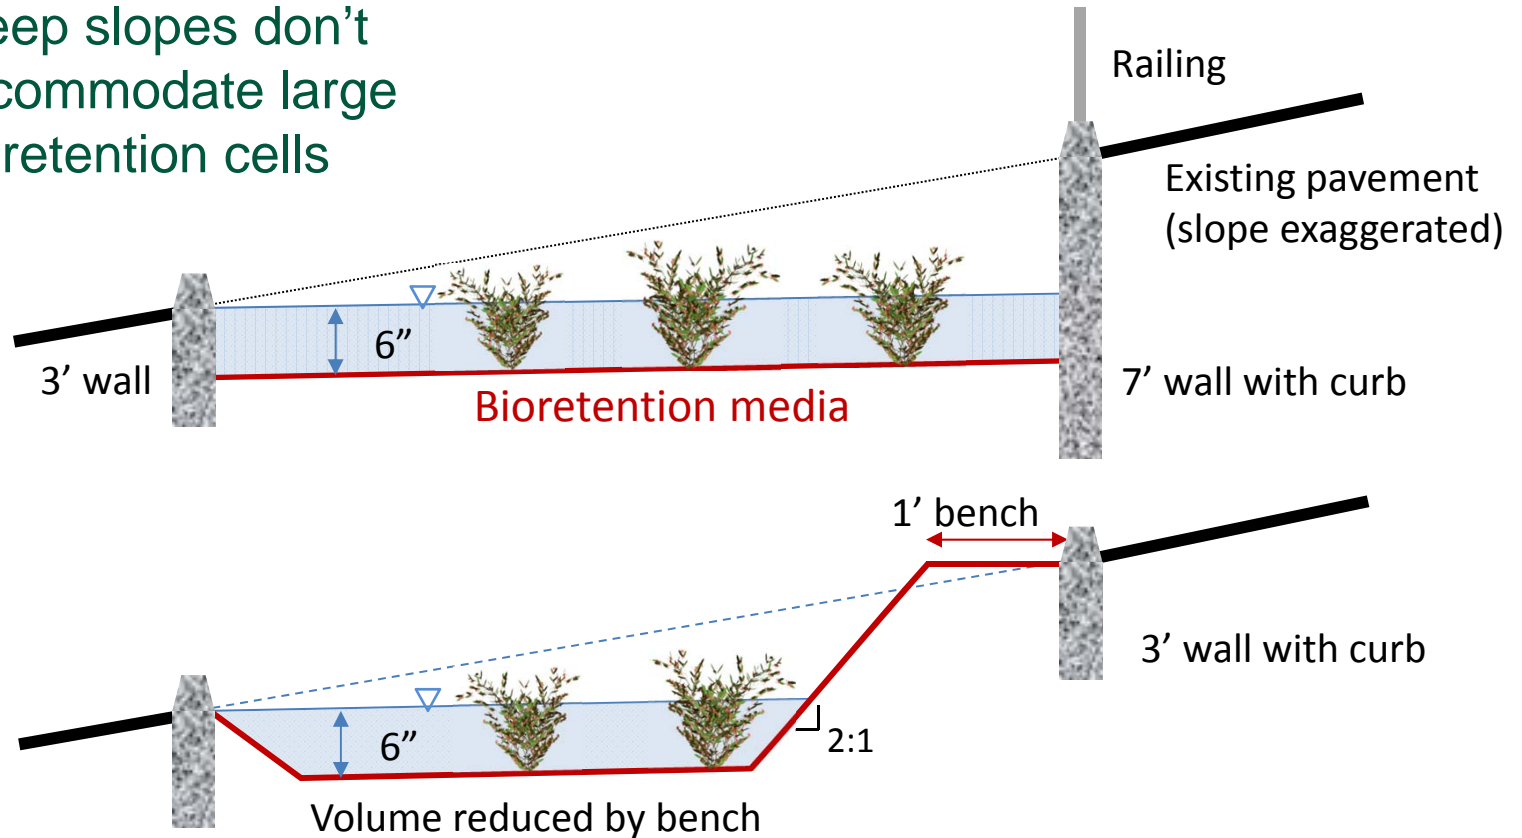 eep slopes don’t
commodate large
retention cells
Railing
Existing pavement
(slope exaggerated)
6”
3’ wall
7’ wall with curb
Bioretention media
1’ bench
3’ wall with curb
6”
2:1
Volume reduced by bench